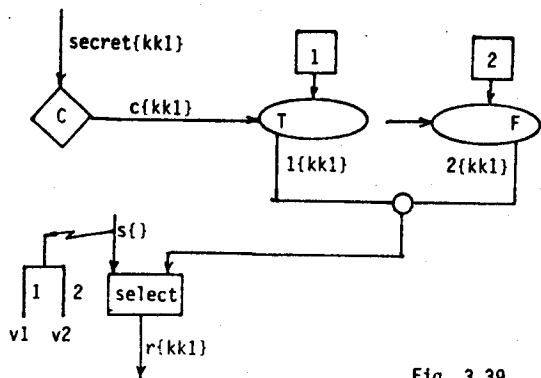 secret{kk1}
1
2
C
c{kk1}
T
F
1{kk1}
2{kk1}
s{}
1
2
select
v1
v2
r{kk1}
Fig. 3.39